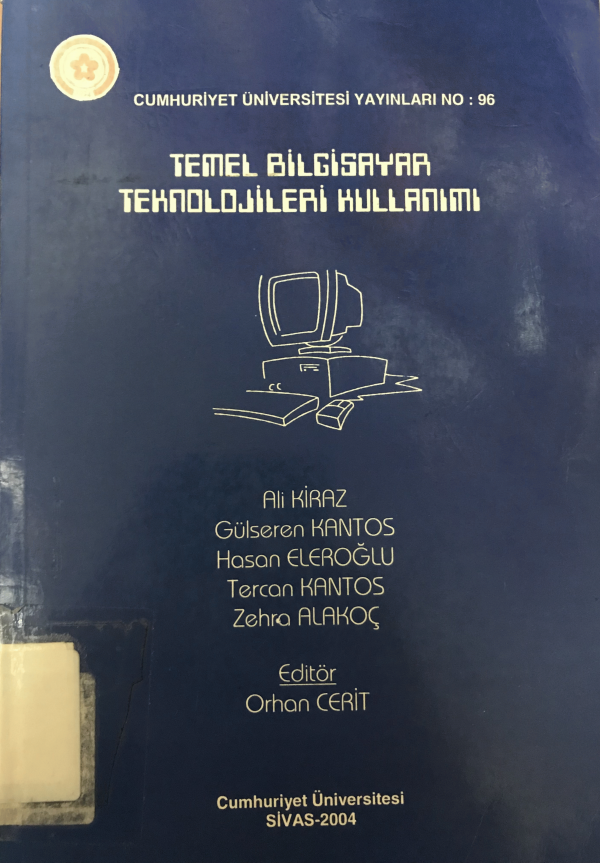 CUMHURİYET ÜNİVERSİTESİ YAYINLARI NO : 96
TEMEL BİLGİSAYAR
TEKNOLOJİLERİ KULLANIMI
Ali KİRAZ
Gülseren KANTOS
Hasan ELEROĞLU
Tercan KANTOS
Zehra ALAKOÇ
Editör
Orhan CERİT
Cumhuriyet Üniversitesi
SİVAS-2004